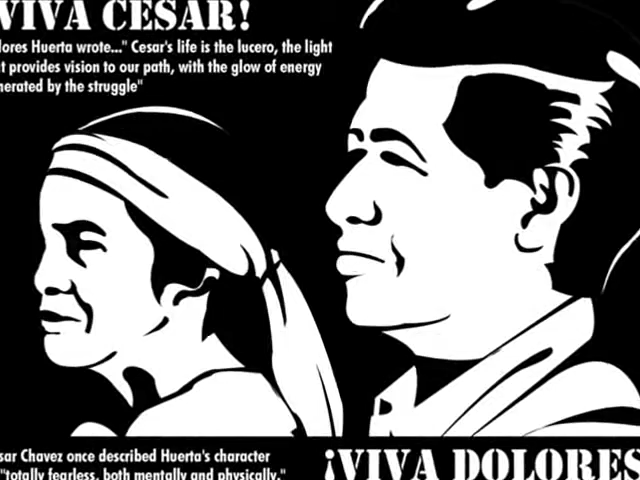 VIVA CESAR!
lores Huerta wrote..." Cesar's life is the lucero, the light
t provides vision to our path, with the glow of energy
nerated by the struggle"
sar Chavez once described Huerta's character
"totally fearless, both mentally and physically."
¡VIVA DOLORES